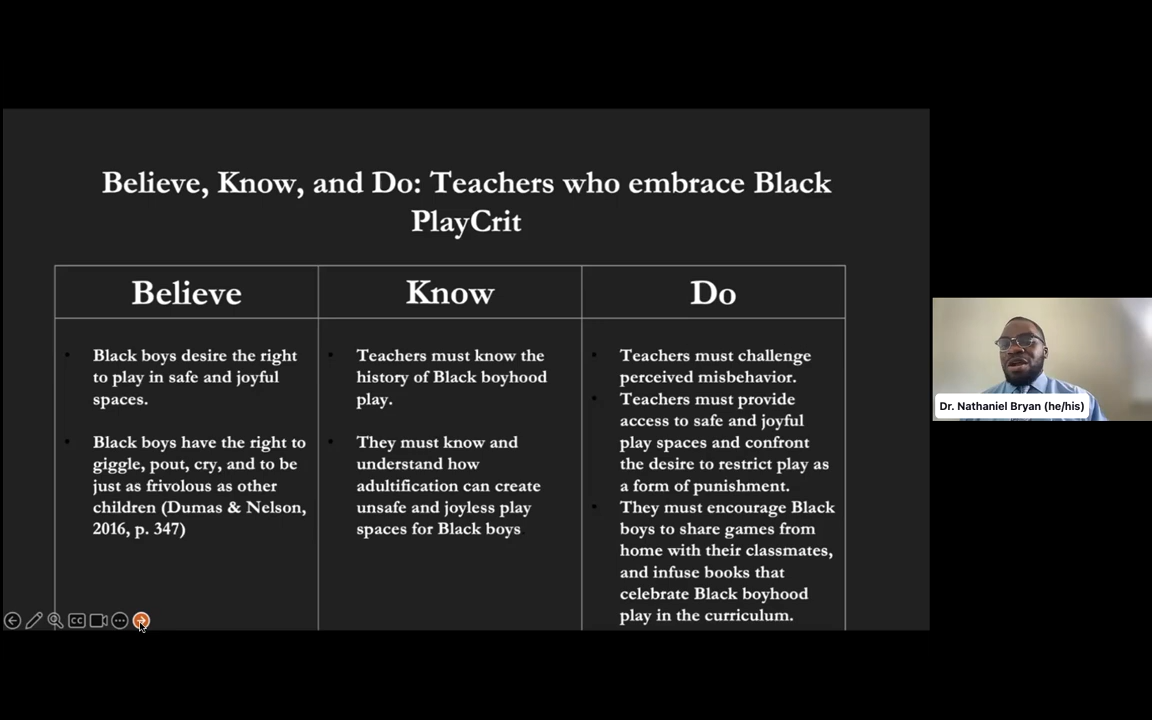 Believe, Know, and Do: Teachers who embrace Black
PlayCrit
Believe
Know
Do
Black boys desire the right
to play in safe and joyful
spaces.
Black boys have the right to
giggle, pout, cry, and to be
just as frivolous as other
children (Dumas & Nelson,
2016, p. 347)
Teachers must know the
history of Black boyhood
play.
They must know and
understand how
adultification can create
unsafe and joyless play
spaces for Black boys
Teachers must challenge
perceived misbehavior.
Teachers must provide
access to safe and joyful
play spaces and confront
the desire to restrict play as
a form of punishment.
They must encourage Black
boys to share games from
home with their classmates,
and infuse books that
celebrate Black boyhood
play in the curriculum.
CC
Dr. Nathaniel Bryan (he/his)